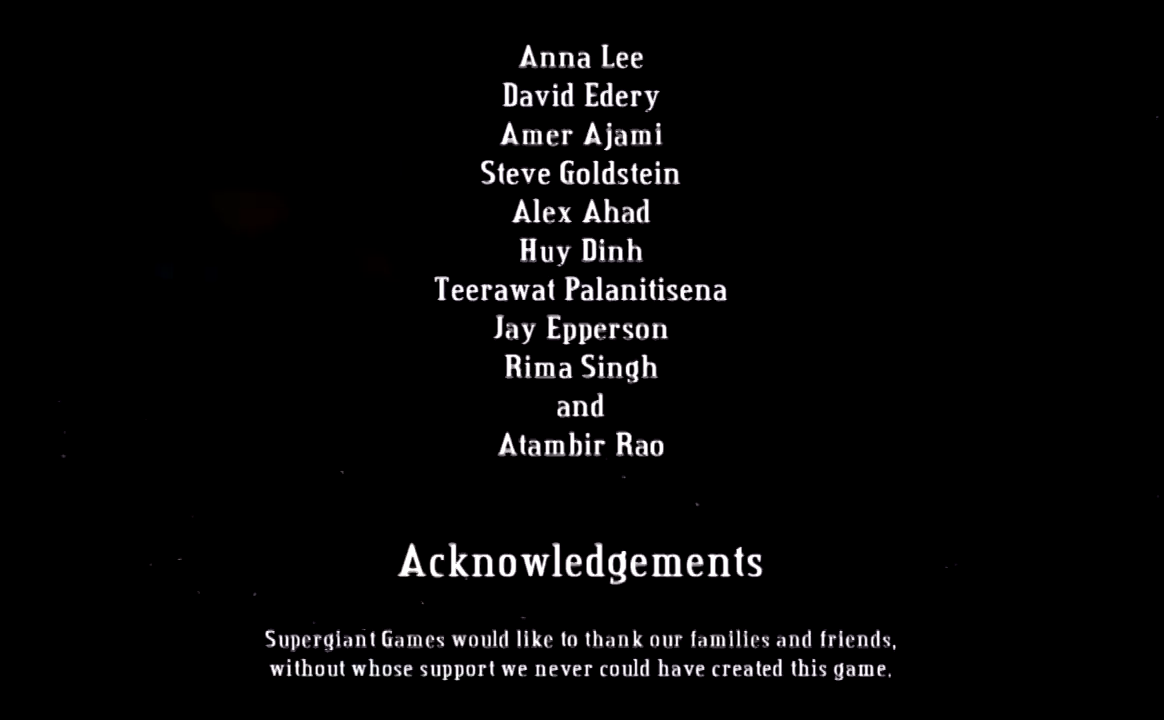 Anna Lee
David Edery
Amer Ajami
Steve Goldstein
Alex Ahad
Huy Dinh
Teerawat Palanitisena
Jay Epperson
Rima Singh
and
Atambir Rao
Acknowledgements
Supergiant Games would like to thank our families and friends,
without whose support we never could have created this game.